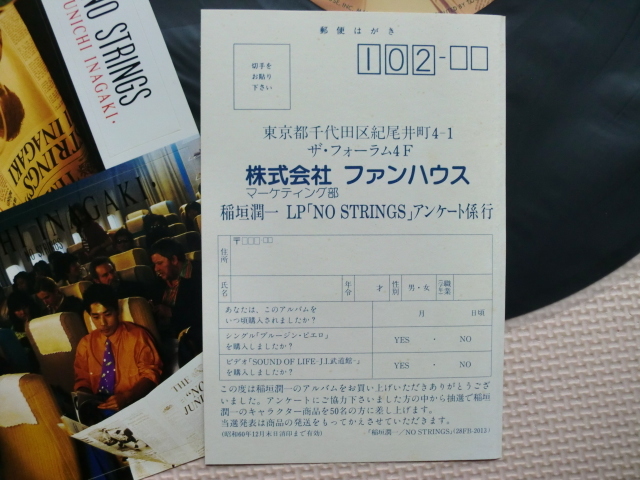 NO STRINGS
JUNICHI INAGAKI
STRINGS
INAGAKI
HI INAGAKI
郵便はがき
切手を
お貼り
下さい
102-
東京都千代田区紀尾井町4-1
ザ・フォーラム4F
株式会社 ファンハウス
マーケティング部
稲垣潤一 LP「NO STRINGS」アンケート係行
住所
〒
氏名
年令
才
性別
男・女
職業
あなたは、このアルバムを
いつ頃購入されましたか?
月 日頃
シングル「ブルージン・ピエロ」
を購入しましたか?
YES ・ NO
ビデオ「SOUND OF LIFE-J.I.武道館-」
を購入しましたか?
YES ・ NO
この度は稲垣潤一のアルバムをお買い上げいただきありがとうござ
いました。アンケートにご協力下さいました方の中から抽選で稲垣
潤一のキャラクター商品を50名の方に差し上げます。
当選発表は商品の発送をもってかえさせていただきます。
(昭和60年12月末日消印まで有効)
「稲垣潤一/NO STRINGS」(28FB-2012)